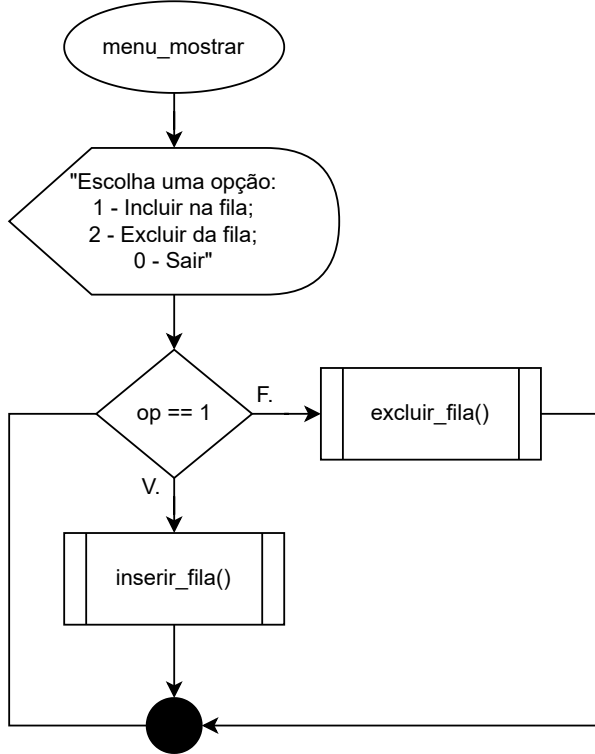 menu_mostrar
"Escolha uma opção:
1 - Incluir na fila;
2 - Excluir da fila;
0 - Sair"
op == 1
F.
excluir_fila()
V.
inserir_fila()